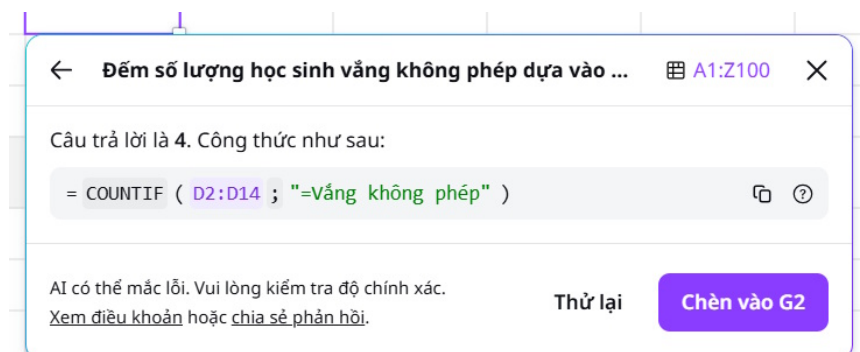 Đếm số lượng học sinh vắng không phép dựa vào ... A1:Z100
Câu trả lời là 4. Công thức như sau:
= COUNTIF ( D2:D14 ; "=Vắng không phép" )
AI có thể mắc lỗi. Vui lòng kiểm tra độ chính xác.
Xem điều khoản hoặc chia sẻ phản hồi.
Thử lại
Chèn vào G2